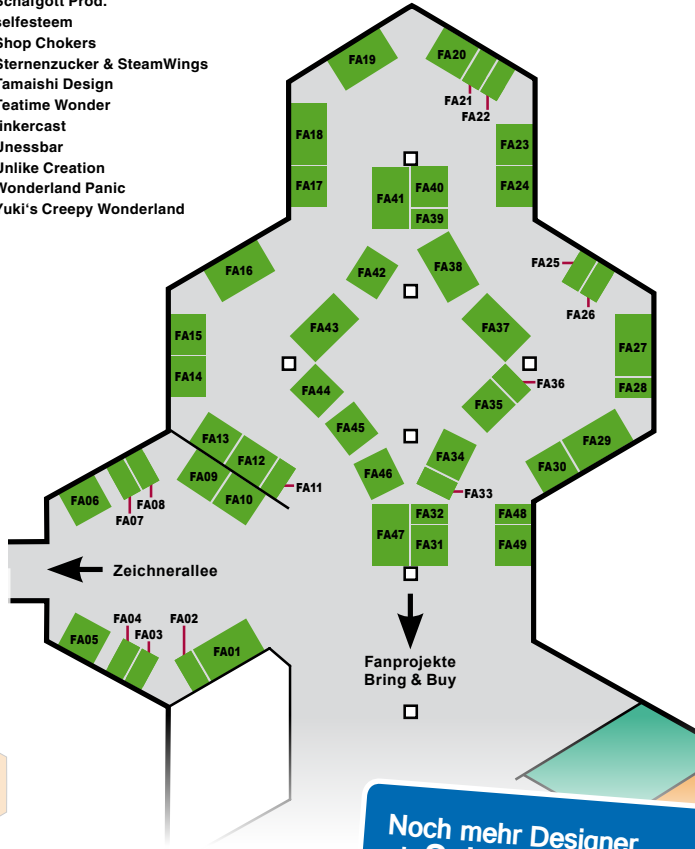 Schafgott Prod.
selfesteem
Shop Chokers
Sternenzucker & SteamWings
Tamaishi Design
Teatime Wonder
Unessbar
Unlike Creation
Wonderland Panic
Yuki's Creepy Wonderland
FA19
FA20
FA21
FA22
FA18
FA23
FA17
FA41
FA40
FA24
FA39
FA16
FA42
FA38
FA25
FA26
FA15
FA43
FA37
FA27
FA14
FA44
FA36
FA28
FA35
FA13
FA45
FA29
FA12
FA34
FA09
FA46
FA30
FA06
FA10
FA11
FA08
FA07
FA33
FA47
FA32
FA48
FA31
FA49
Zeichnerallee
FA04
FA02
FA03
FA05
FA01
Fanprojekte
Bring & Buy
Noch mehr Designer